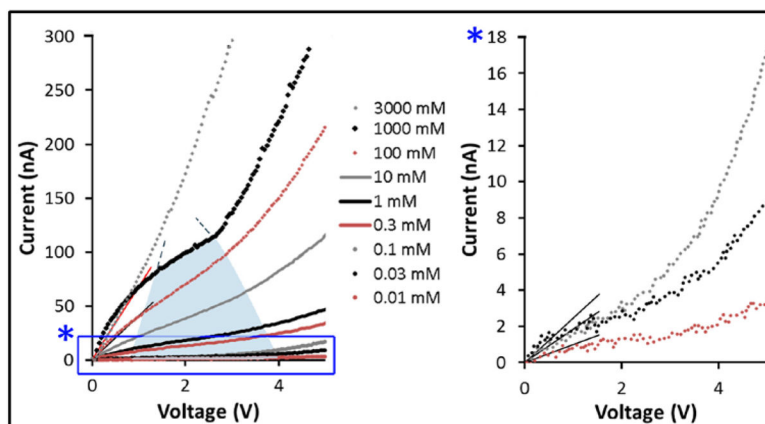 300
250
200
150
100
50
0
0
2
4
Current (nA)
Voltage (V)
*
3000 mM
1000 mM
100 mM
10 mM
1 mM
0.3 mM
0.1 mM
0.03 mM
0.01 mM
*
18
16
14
12
10
8
6
4
2
0
0
2
4
Current (nA)
Voltage (V)